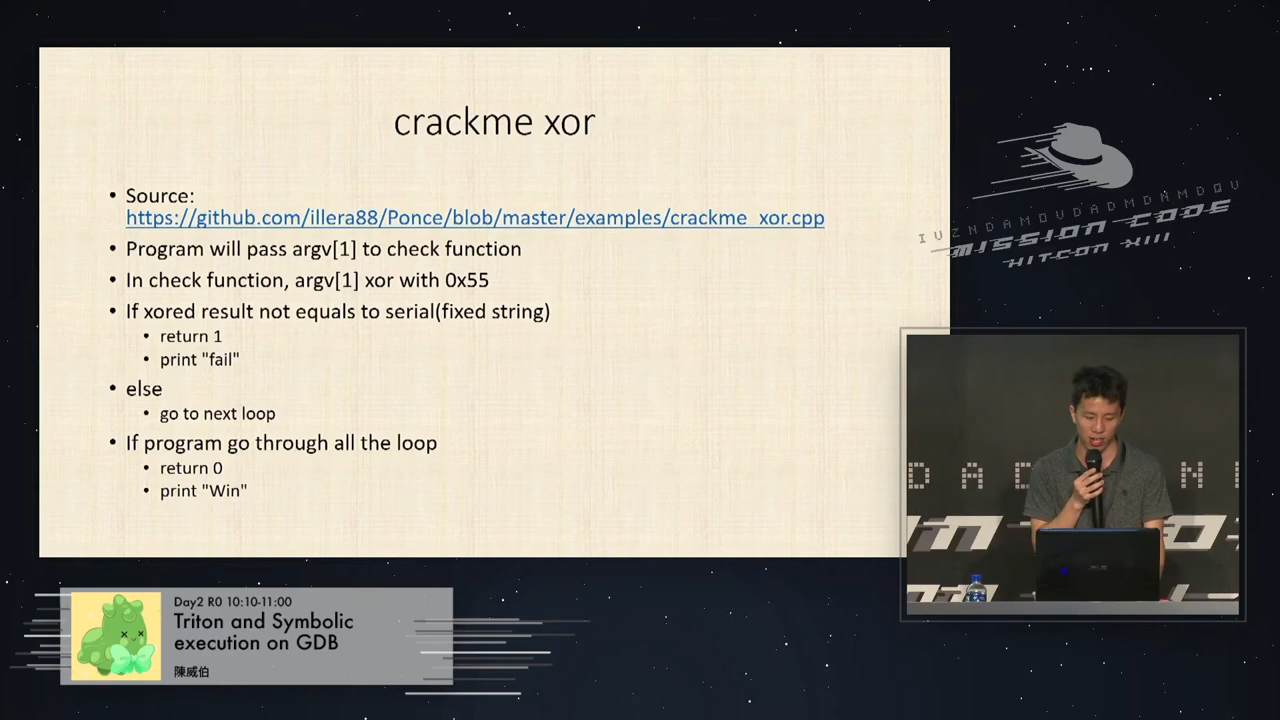 crackme xor
• Source:
https://github.com/illera88/Ponce/blob/master/examples/crackme_xor.cpp
• Program will pass argv[1] to check function
• In check function, argv[1] xor with 0x55
• If xored result not equals to serial(fixed string)
• return 1
• print "fail"
• else
• go to next loop
• If program go through all the loop
• return 0
• print "Win"
MISSION CODE
HITCON XIII
Day2 R0 10:10-11:00
Triton and Symbolic
execution on GDB
陳威伯